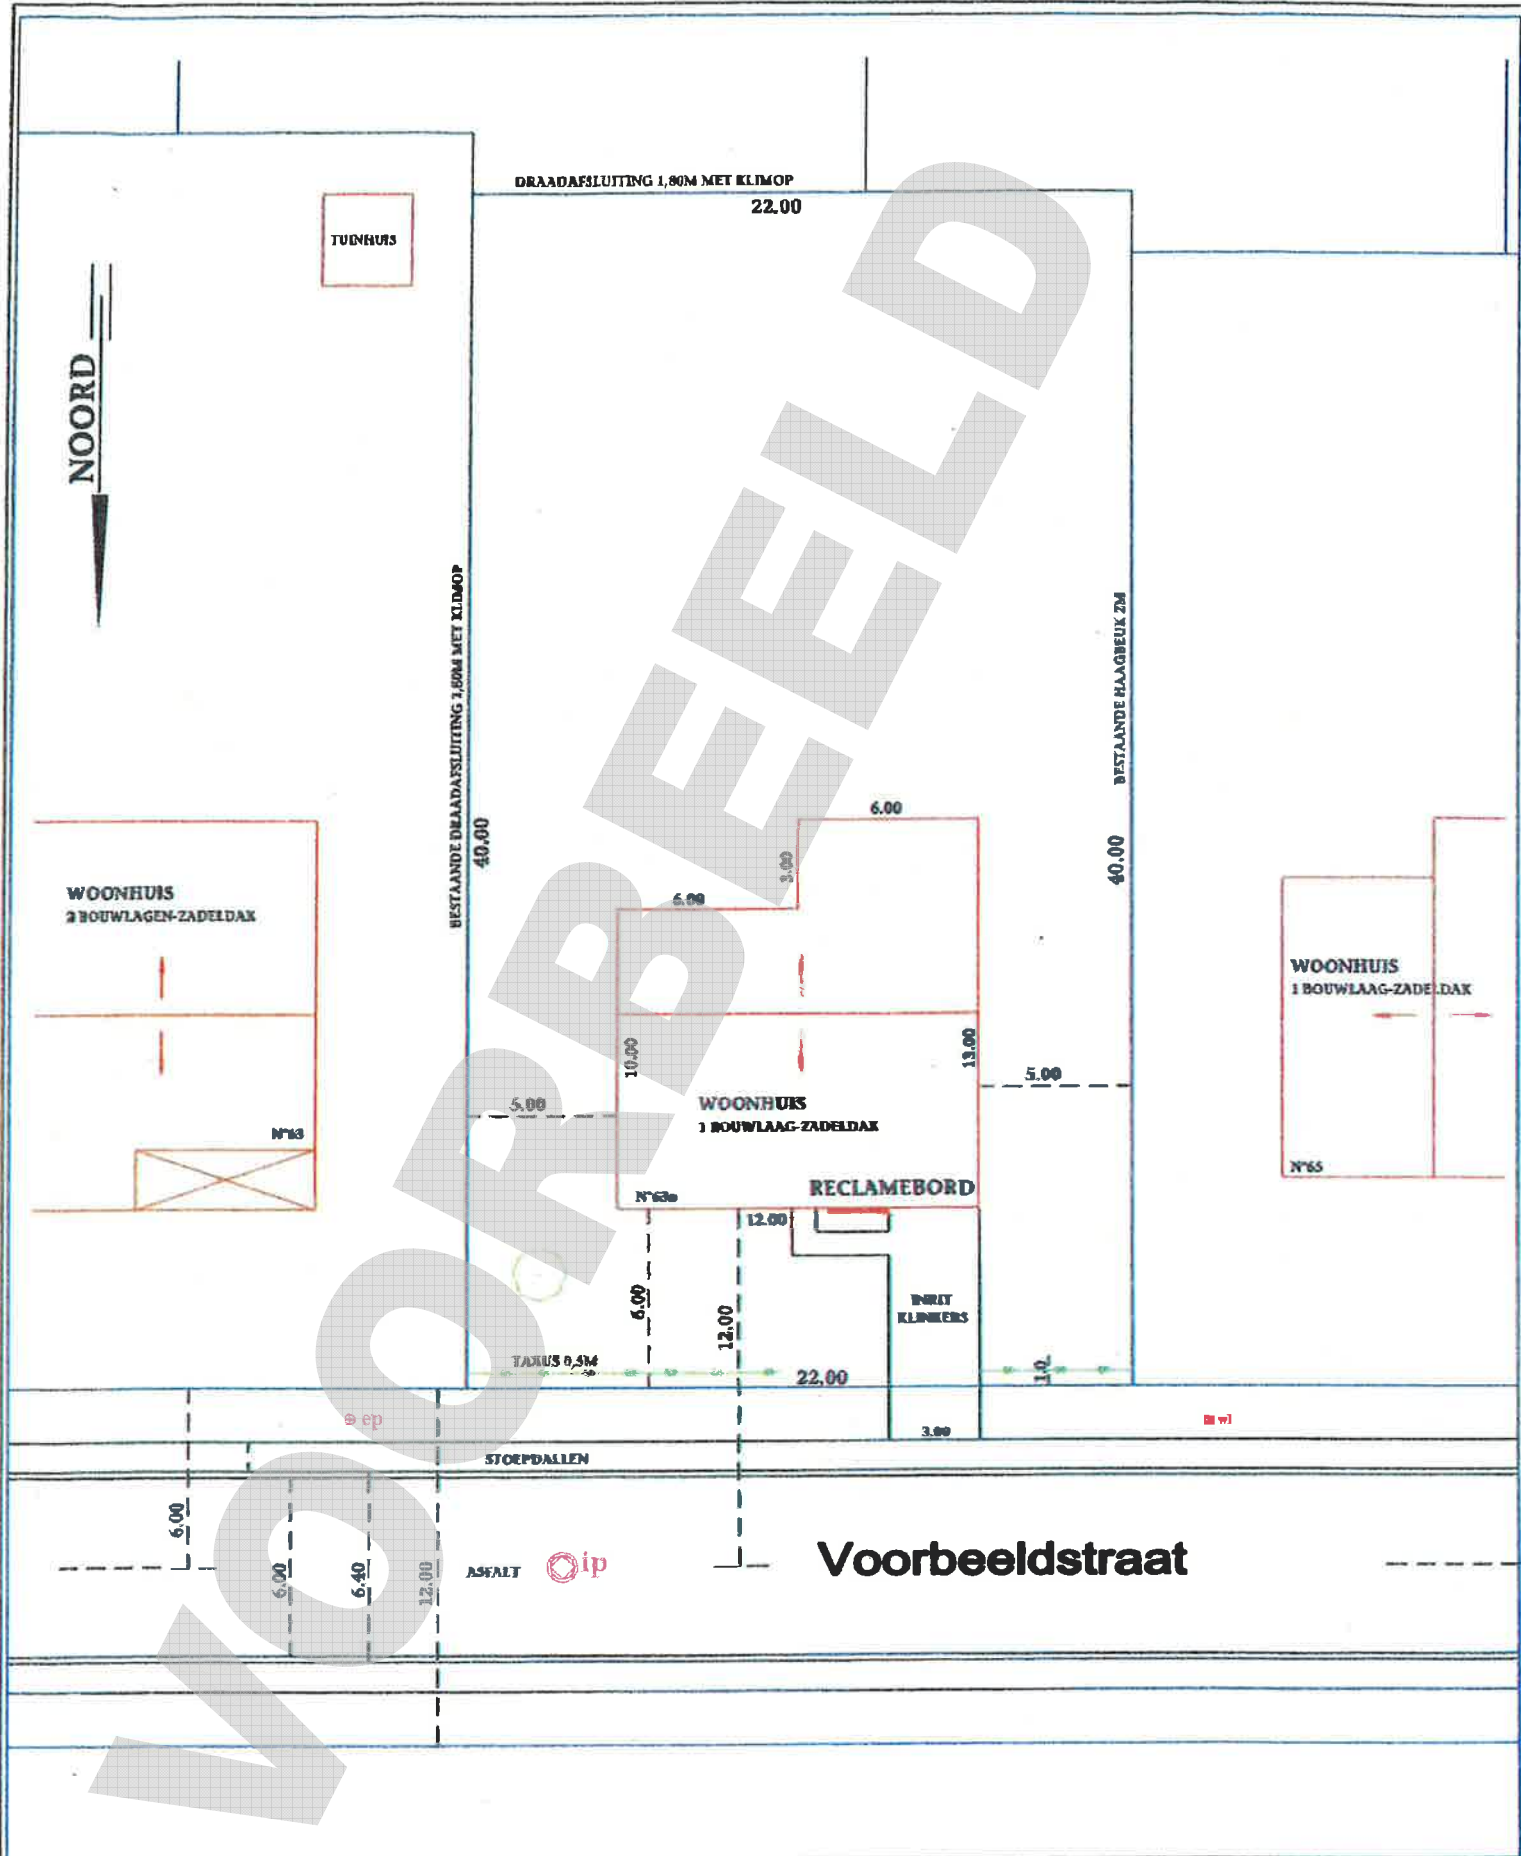 DRAADAFSLUITING 1,80M MET KLIMOP
22.00
TUINHUIS
NOORD
BESTAANDE DRAADAFSLUITING 1,80M MET KLIMOP
40.00
BESTAANDE HAAGBEUK 2M
40.00
6.00
3.00
6.00
WOONHUIS
2 BOUWLAGEN-ZADELDAK
WOONHUIS
1 BOUWLAAG-ZADELDAK
10.00
13.00
5.00
5.00
WOONHUIS
1 BOUWLAAG-ZADELDAK
N°63
N°65
N°63a
RECLAMEBORD
12.00
6.00
12.00
INRIT
KLINKERS
TAXUS 0,5M
22.00
1.0
ep
wl
3.00
STOEPDALLEN
6.00
6.00
6.40
12.00
ASFALT
ip
Voorbeeldstraat
VOORBEELD